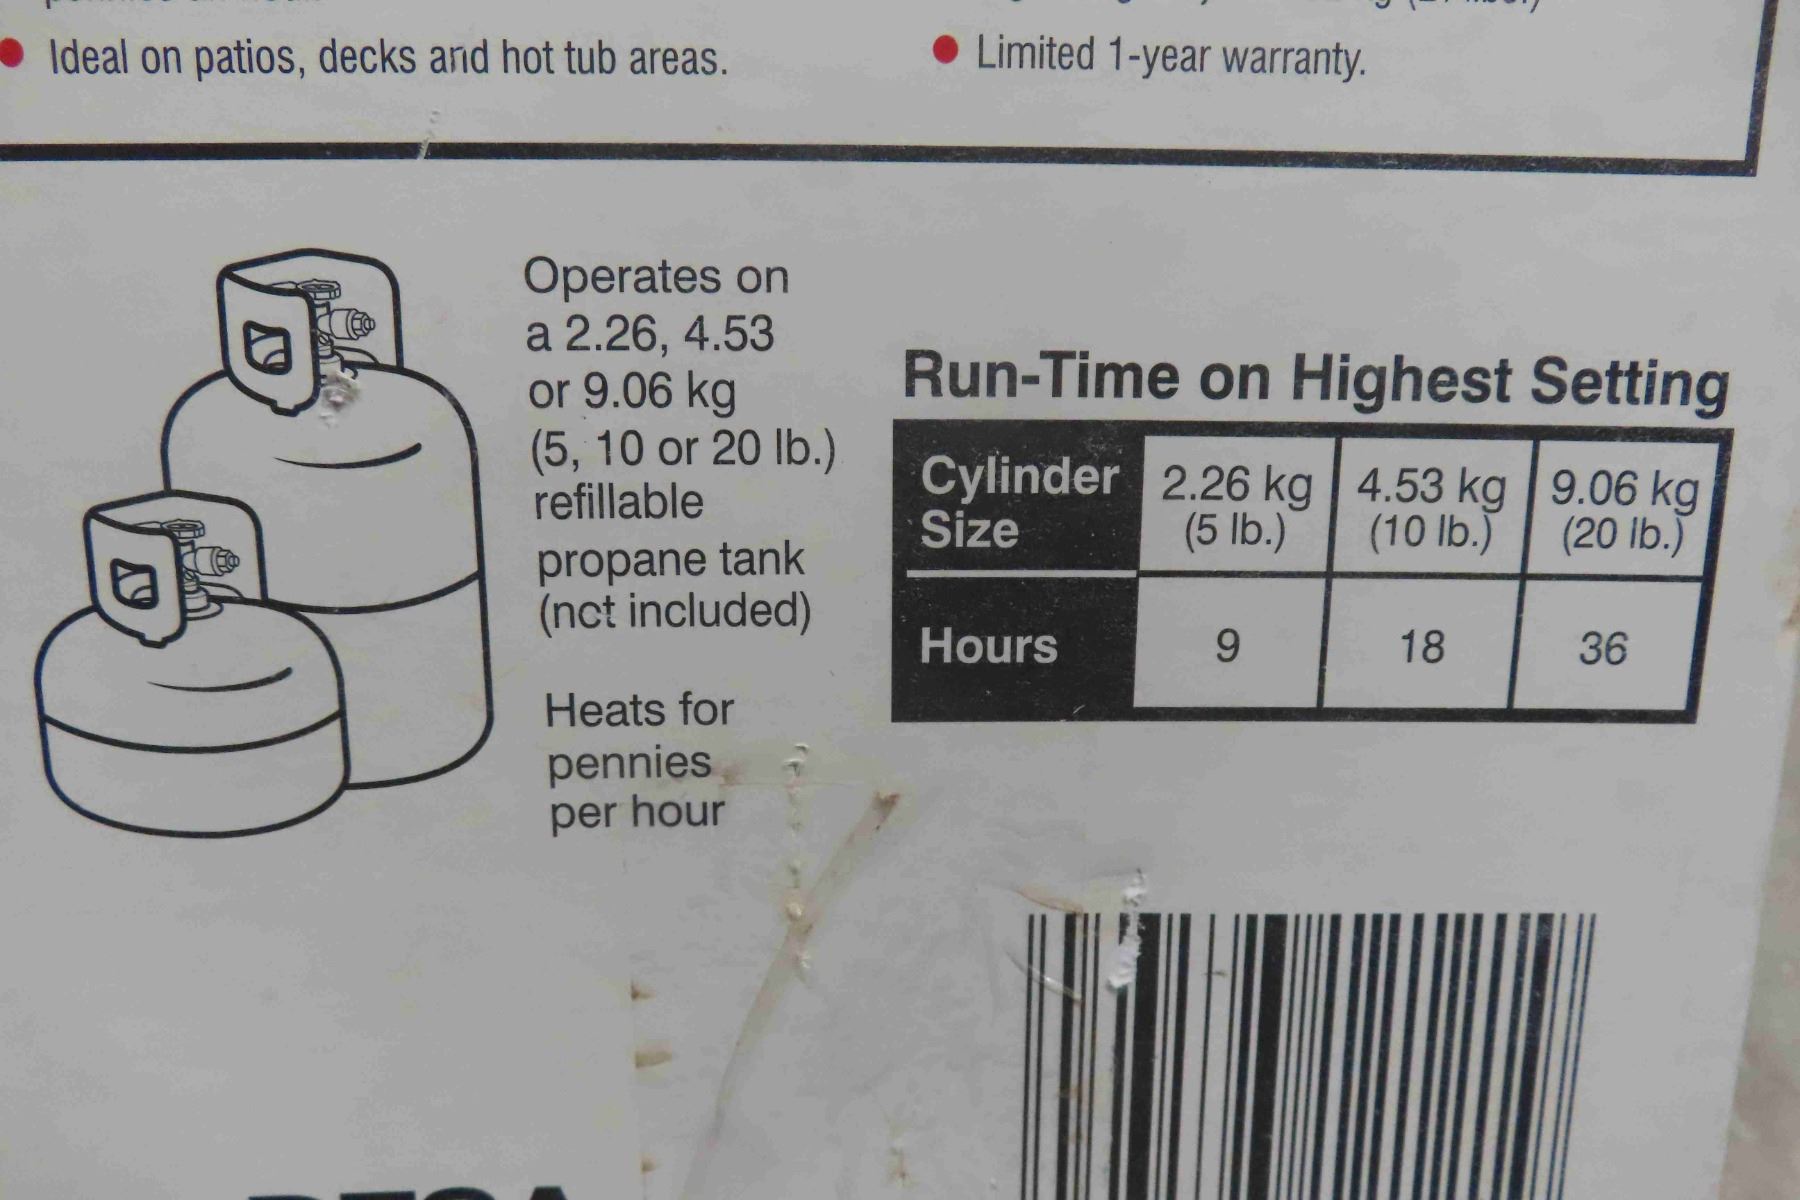 ● Ideal on patios, decks and hot tub areas.
● Limited 1-year warranty.
Operates on
a 2.26, 4.53
or 9.06 kg
(5, 10 or 20 lb.)
refillable
propane tank
(not included)
Heats for
pennies
per hour
Run-Time on Highest Setting
Cylinder Size 2.26 kg (5 lb.) 4.53 kg (10 lb.) 9.06 kg (20 lb.)
Hours 9 18 36